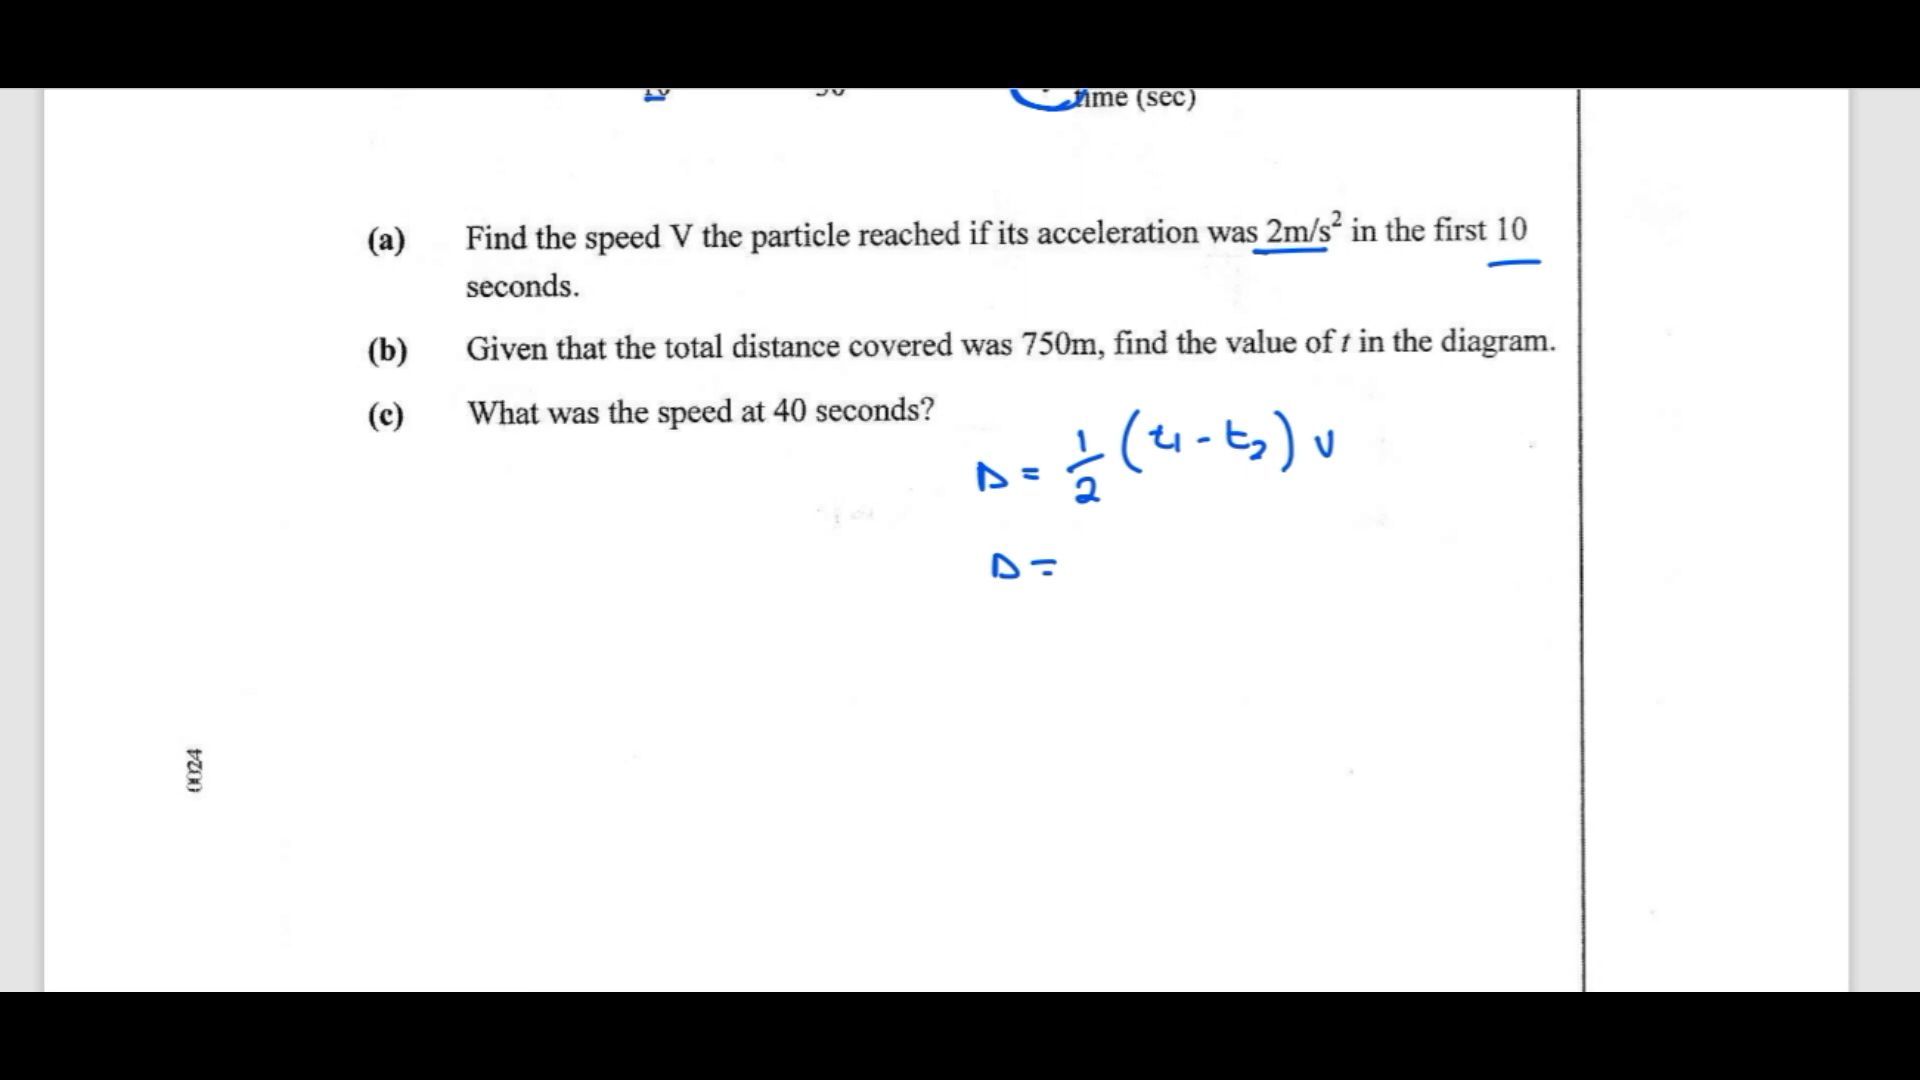 time (sec)
(a) Find the speed V the particle reached if its acceleration was 2m/s² in the first 10
seconds.
(b) Given that the total distance covered was 750m, find the value of t in the diagram.
(c) What was the speed at 40 seconds?
D = 1/2 (t1 - t2) v
D =
0024